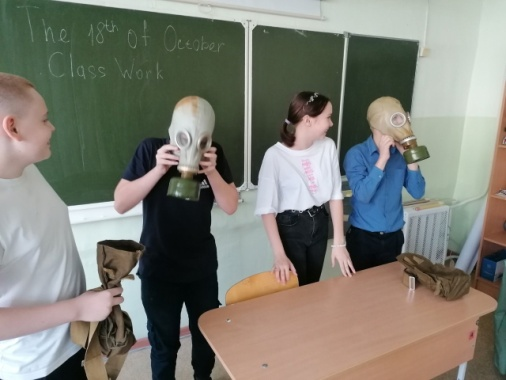 The 18th of October
Class Work